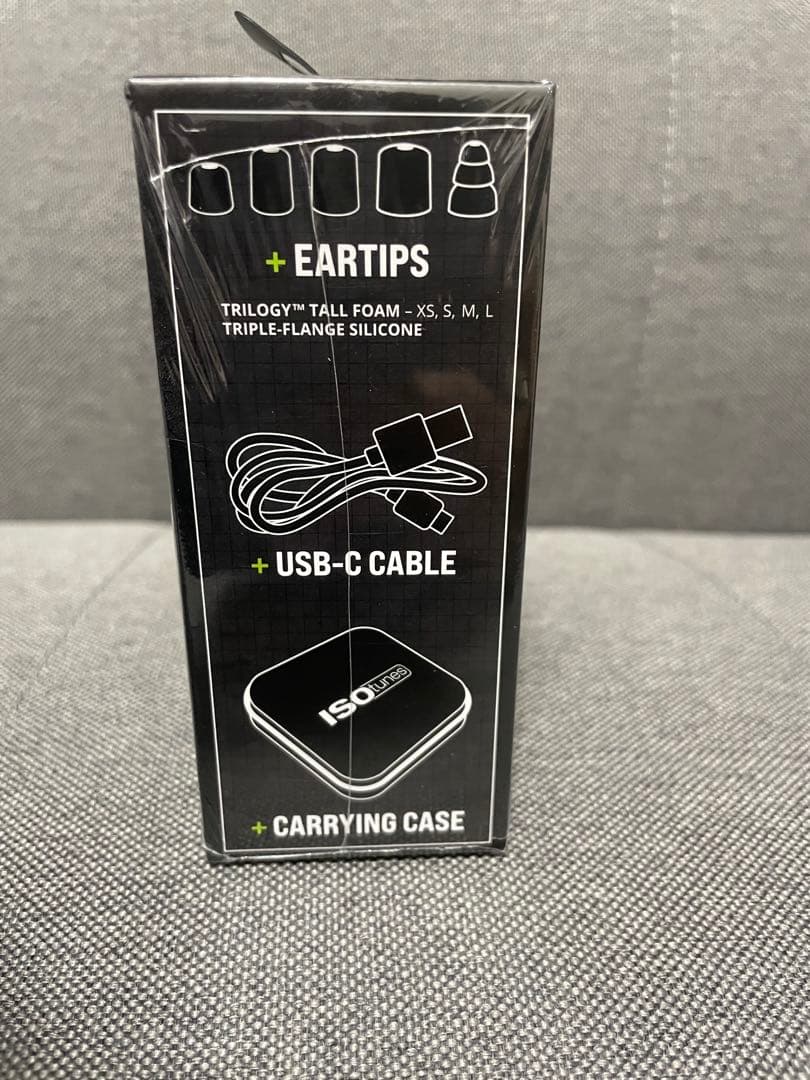 + EARTIPS
TRILOGY™ TALL FOAM – XS, S, M, L
TRIPLE-FLANGE SILICONE
+ USB-C CABLE
ISOtunes
+ CARRYING CASE